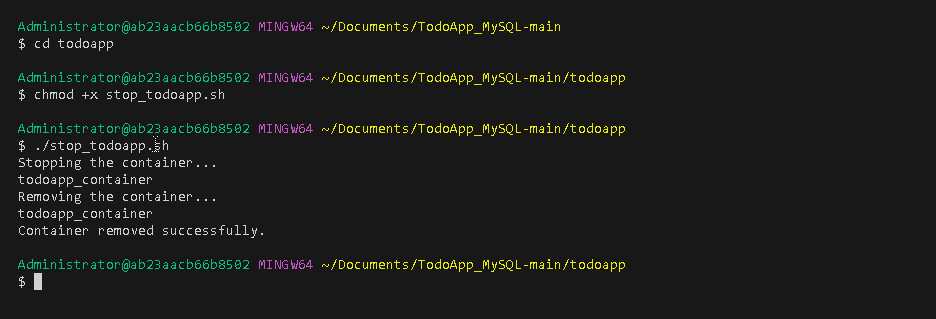 Administrator@ab23aacb66b8502 MINGW64 ~/Documents/TodoApp_MySQL-main
$ cd todoapp
Administrator@ab23aacb66b8502 MINGW64 ~/Documents/TodoApp_MySQL-main/todoapp
$ chmod +x stop_todoapp.sh
Administrator@ab23aacb66b8502 MINGW64 ~/Documents/TodoApp_MySQL-main/todoapp
$ ./stop_todoapp.sh
Stopping the container...
todoapp_container
Removing the container...
todoapp_container
Container removed successfully.
Administrator@ab23aacb66b8502 MINGW64 ~/Documents/TodoApp_MySQL-main/todoapp
$